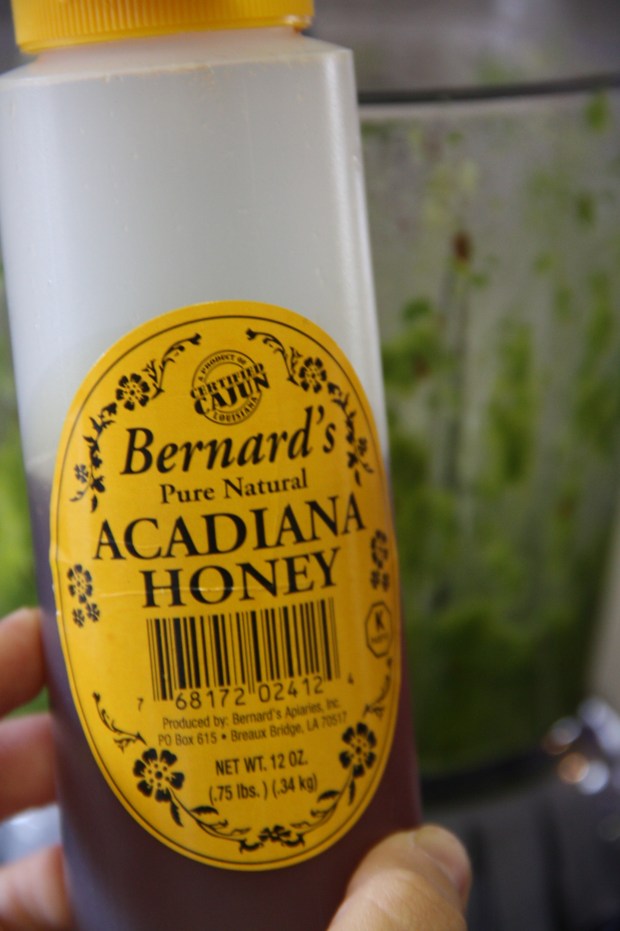 A PRODUCT OF
CERTIFIED
CAJUN
LOUISIANA
Bernard's
Pure Natural
ACADIANA
HONEY
K
7 68172 02412 4
Produced by: Bernard's Apiaries, Inc.
PO Box 615 • Breaux Bridge, LA 70517
NET WT. 12 OZ.
(.75 lbs.) (.34 kg)